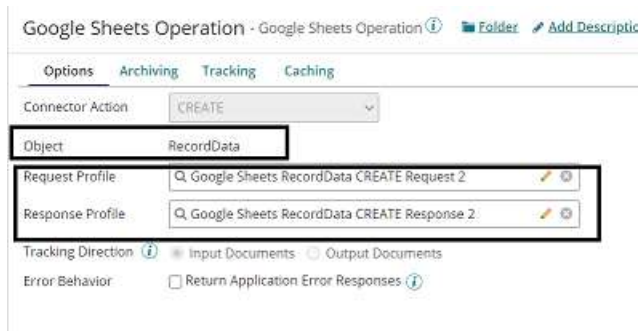 Google Sheets Operation - Google Sheets Operation i Folder Add Descriptio
Options Archiving Tracking Caching
Connector Action CREATE
Object RecordData
Request Profile Google Sheets RecordData CREATE Request 2
Response Profile Google Sheets RecordData CREATE Response 2
Tracking Direction i Input Documents Output Documents
Error Behavior Return Application Error Responses i